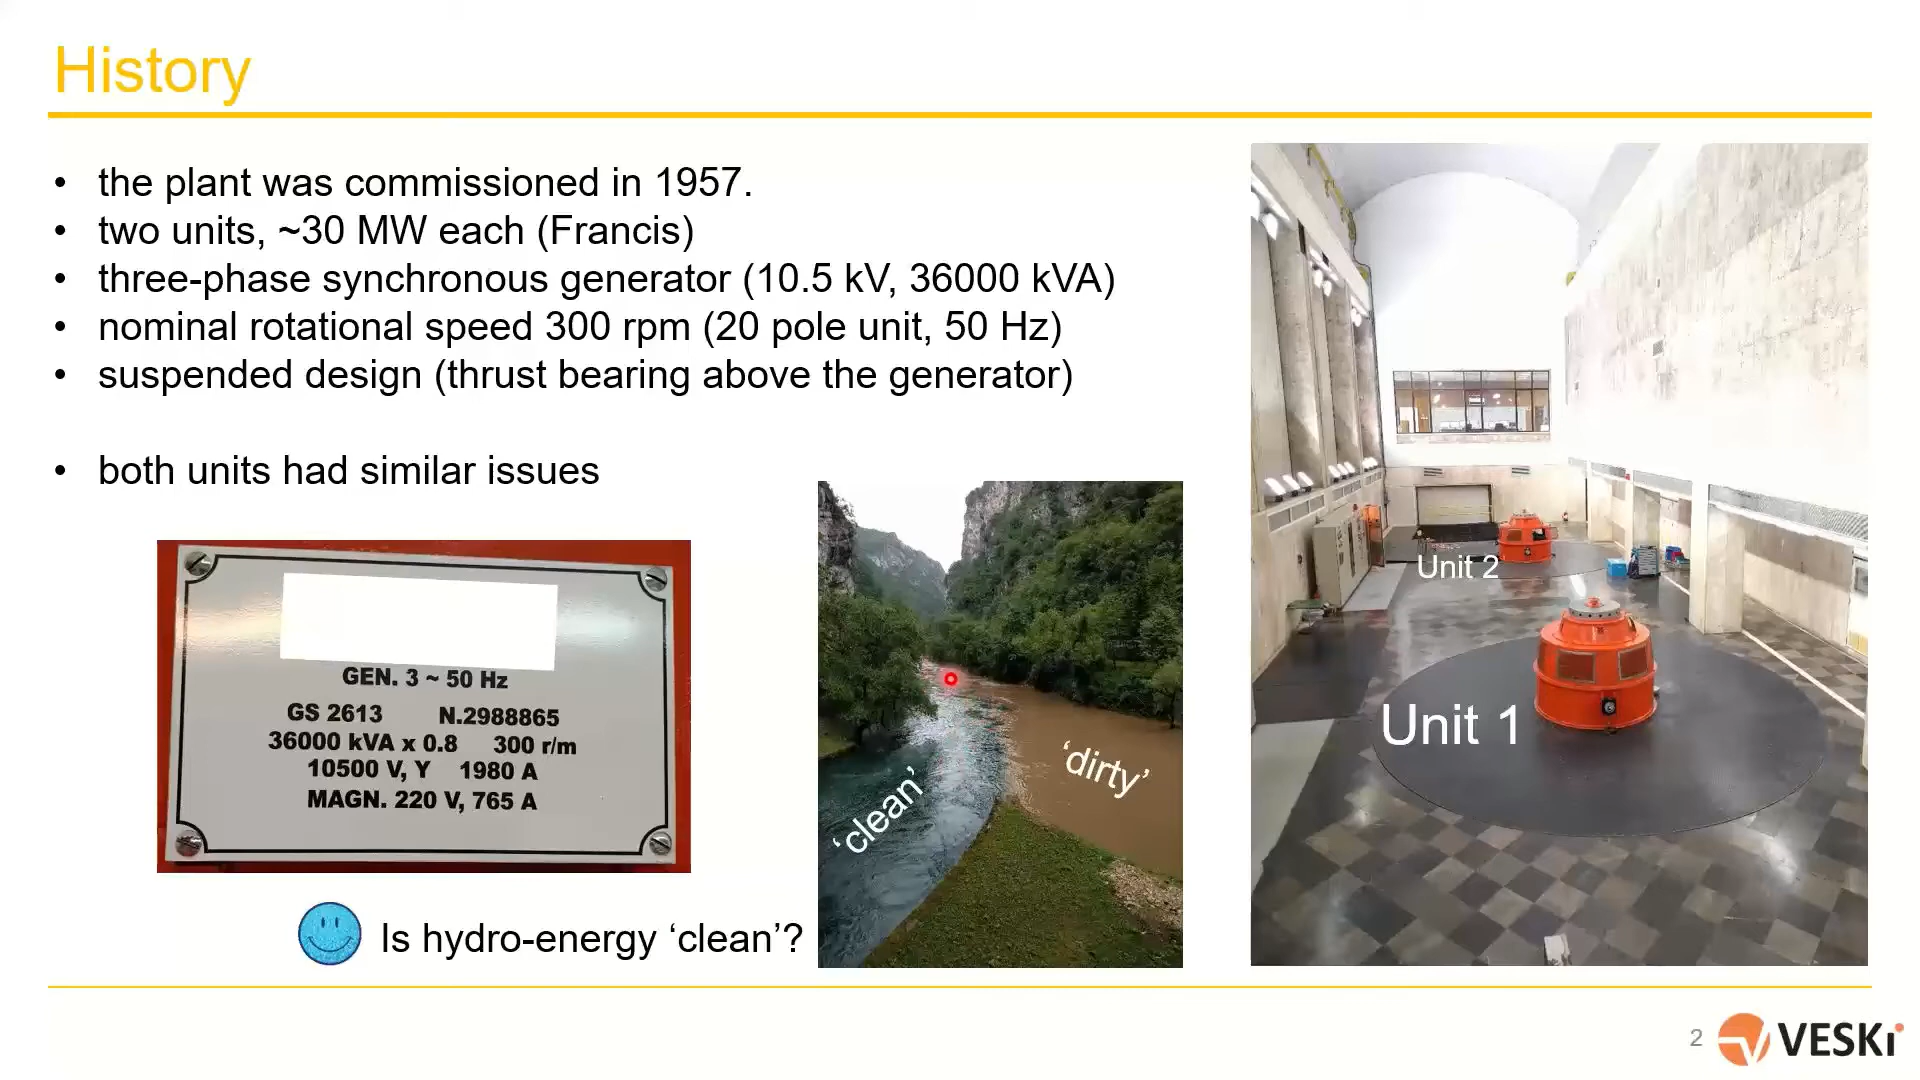 History
• the plant was commissioned in 1957.
• two units, ~30 MW each (Francis)
• three-phase synchronous generator (10.5 kV, 36000 kVA)
• nominal rotational speed 300 rpm (20 pole unit, 50 Hz)
• suspended design (thrust bearing above the generator)
• both units had similar issues
GEN. 3 ~ 50 Hz
GS 2613 N.2988865
36000 kVA x 0.8 300 r/m
10500 V, Y 1980 A
MAGN. 220 V, 765 A
Is hydro-energy ‘clean’?
‘clean’
‘dirty’
Unit 2
Unit 1
2
VESKi